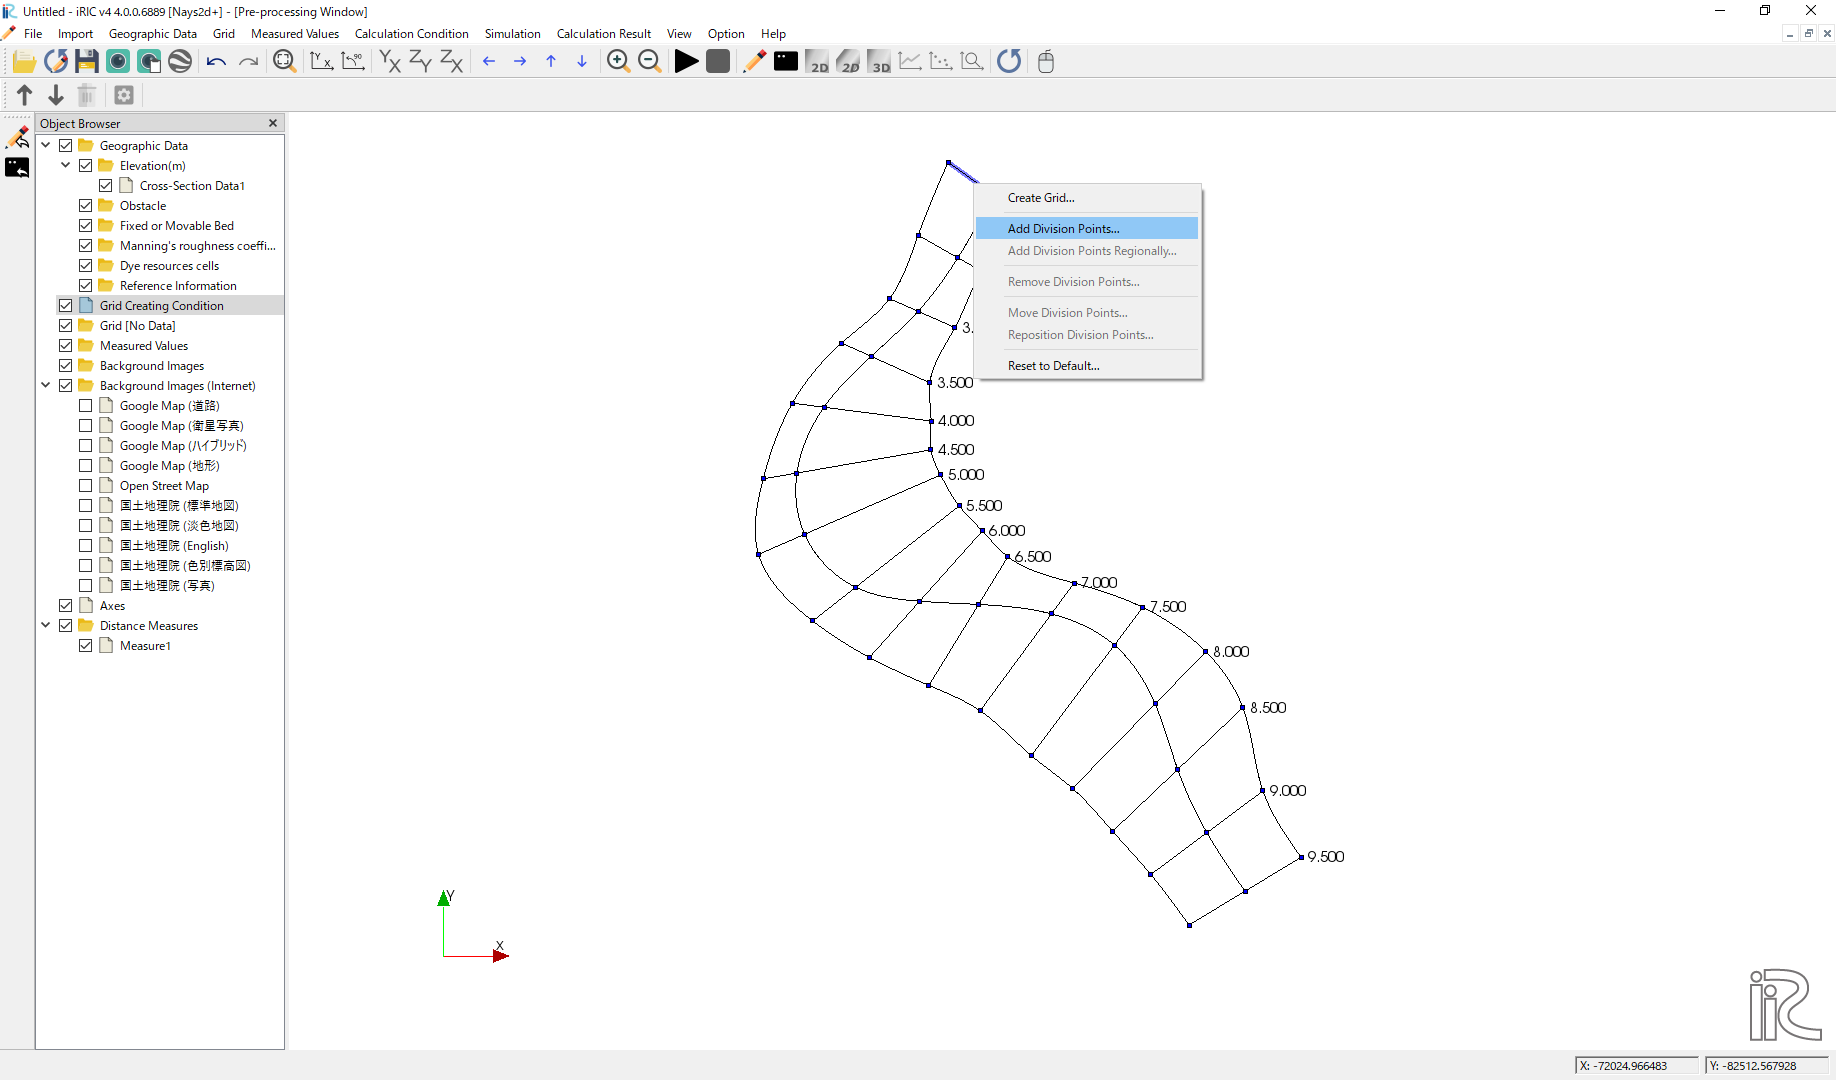 Untitled - iRIC v4 4.0.0.6889 [Nays2d+] - [Pre-processing Window]
File Import Geographic Data Grid Measured Values Calculation Condition Simulation Calculation Result View Option Help
2D 2D 3D
Object Browser
Geographic Data
Elevation(m)
Cross-Section Data1
Obstacle
Fixed or Movable Bed
Manning's roughness coeffi...
Dye resources cells
Reference Information
Grid Creating Condition
Grid [No Data]
Measured Values
Background Images
Background Images (Internet)
Google Map (道路)
Google Map (衛星写真)
Google Map (ハイブリッド)
Google Map (地形)
Open Street Map
国土地理院 (標準地図)
国土地理院 (淡色地図)
国土地理院 (English)
国土地理院 (色別標高図)
国土地理院 (写真)
Axes
Distance Measures
Measure1
Create Grid...
Add Division Points...
Add Division Points Regionally...
Remove Division Points...
Move Division Points...
Reposition Division Points...
Reset to Default...
3.
3.500
4.000
4.500
5.000
5.500
6.000
6.500
7.000
7.500
8.000
8.500
9.000
9.500
Y
X
iRIC
X: -72024.966483
Y: -82512.567928